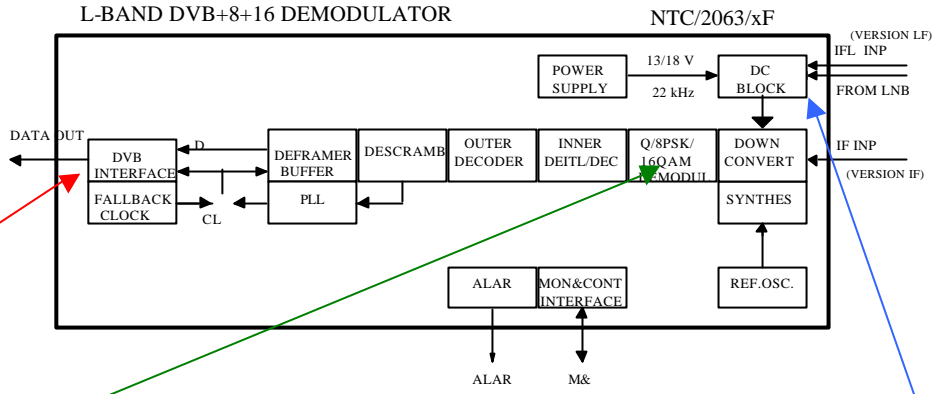 L-BAND DVB+8+16 DEMODULATOR
NTC/2063/xF
(VERSION LF)
IFL INP
FROM LNB
POWER
SUPPLY
13/18 V
22 kHz
DC
BLOCK
DATA OUT
DVB
INTERFACE
D
DEFRAMER
BUFFER
DESCRAMB
OUTER
DECODER
INNER
DEITL/DEC
Q/8PSK/
16QAM
DEMODUL
DOWN
CONVERT
IF INP
(VERSION IF)
FALLBACK
CLOCK
CL
PLL
SYNTHES
ALAR
MON&CONT
INTERFACE
REF.OSC.
ALAR
M&